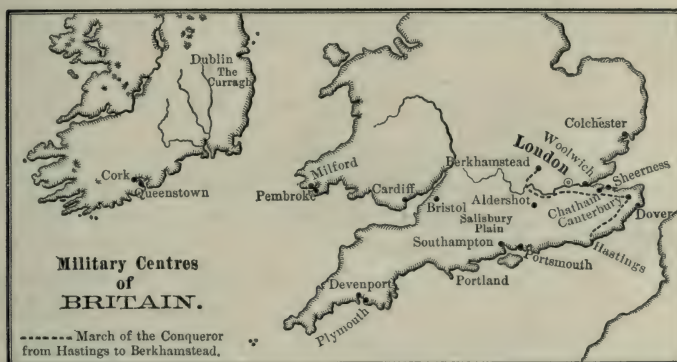 Dublin
The
Curragh
Cork
Queenstown
Milford
Pembroke
Cardiff
Bristol
Colchester
Woolwich
London
Berkhamstead
Sheerness
Chatham
Canterbury
Dover
Aldershot
Salisbury
Plain
Southampton
Portsmouth
Hastings
Portland
Devenport
Plymouth
Military Centres
of
BRITAIN.
------- March of the Conqueror
from Hastings to Berkhamstead.